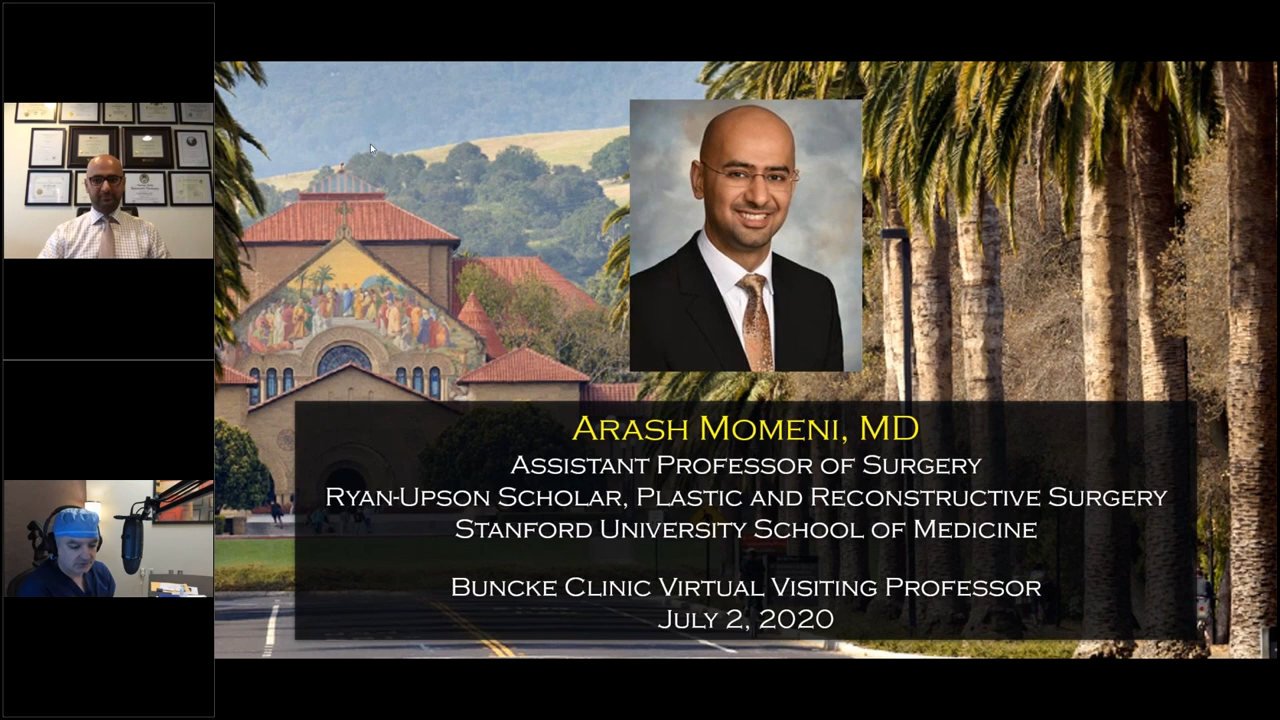 Arash Momeni, MD
Assistant Professor of Surgery
Ryan-Upson Scholar, Plastic and Reconstructive Surgery
Stanford University School of Medicine
Buncke Clinic Virtual Visiting Professor
July 2, 2020